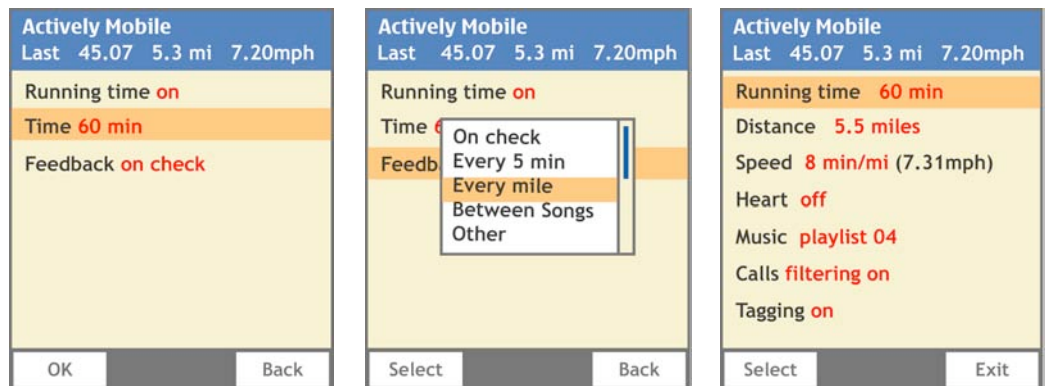 Actively Mobile
Last 45.07 5.3 mi 7.20mph
Running time on
Time 60 min
Feedback on check
OK Back
Actively Mobile
Last 45.07 5.3 mi 7.20mph
Running time on
Time 6
Feedb
On check
Every 5 min
Every mile
Between Songs
Other
Select Back
Actively Mobile
Last 45.07 5.3 mi 7.20mph
Running time 60 min
Distance 5.5 miles
Speed 8 min/mi (7.31mph)
Heart off
Music playlist 04
Calls filtering on
Tagging on
Select Exit